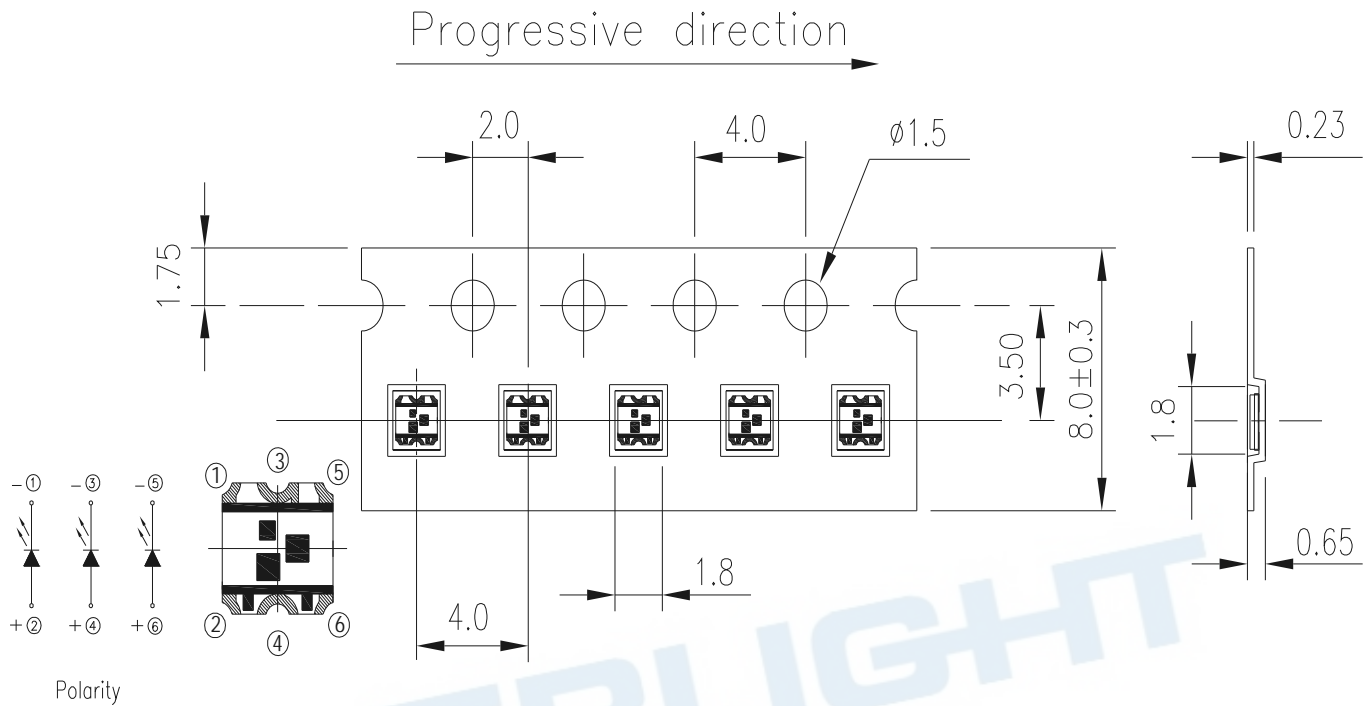 Progressive direction
2.0
4.0
ø1.5
0.23
1.75
3.50
8.0±0.3
1.8
0.65
1.8
4.0
① ③ ⑤
② ④ ⑥
-① -③ -⑤
+② +④ +⑥
Polarity